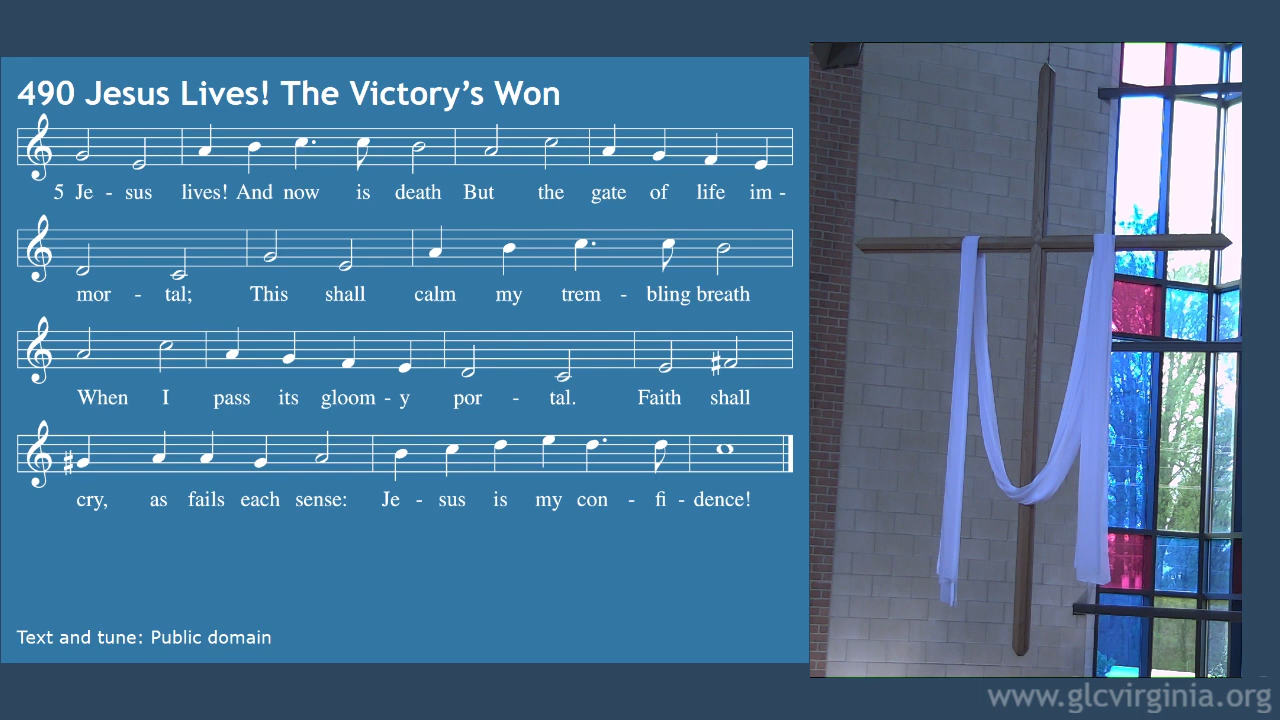 490 Jesus Lives! The Victory’s Won
5 Je - sus lives! And now is death But the gate of life im -
mor - tal; This shall calm my trem - bling breath
When I pass its gloom - y por - tal. Faith shall
cry, as fails each sense: Je - sus is my con - fi - dence!
Text and tune: Public domain
www.glcvirginia.org